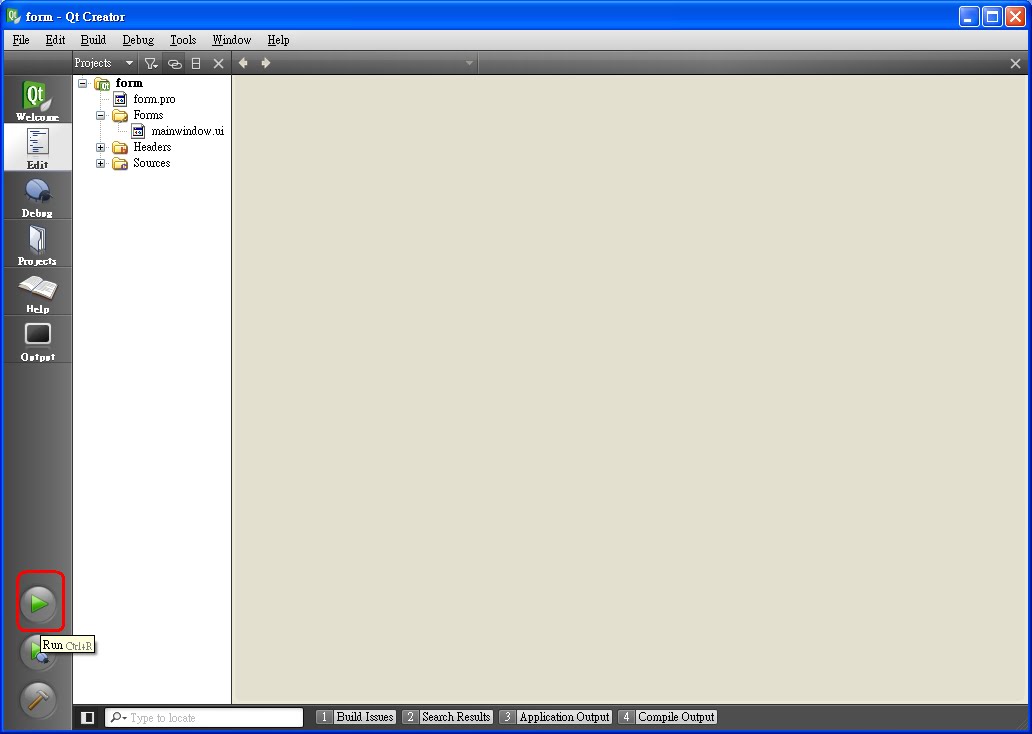 form - Qt Creator
File Edit Build Debug Tools Window Help
Projects
Qt
Welcome
Edit
Debug
Projects
Help
Output
form
Qt
form.pro
Forms
mainwindow.ui
Headers
Sources
Run Ctrl+R
Type to locate
1 Build Issues 2 Search Results 3 Application Output 4 Compile Output